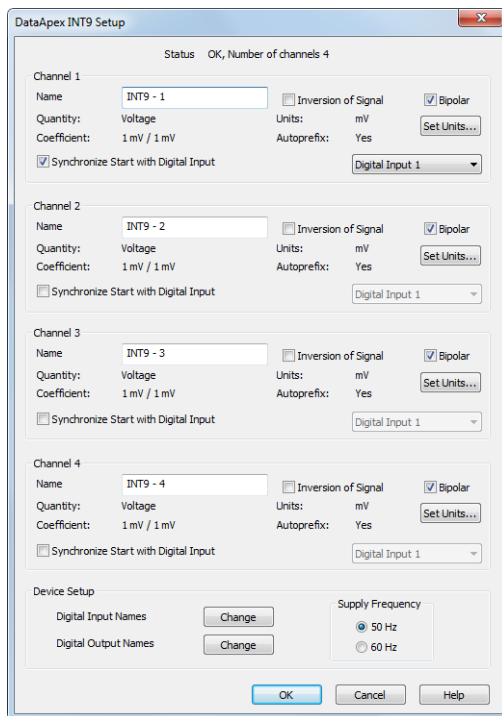 DataApex INT9 Setup
Status OK, Number of channels 4
Channel 1
Name INT9 - 1 Inversion of Signal Bipolar
Quantity: Voltage Units: mV Set Units...
Coefficient: 1 mV / 1 mV Autoprefix: Yes
Synchronize Start with Digital Input Digital Input 1
Channel 2
Name INT9 - 2 Inversion of Signal Bipolar
Quantity: Voltage Units: mV Set Units...
Coefficient: 1 mV / 1 mV Autoprefix: Yes
Synchronize Start with Digital Input Digital Input 1
Channel 3
Name INT9 - 3 Inversion of Signal Bipolar
Quantity: Voltage Units: mV Set Units...
Coefficient: 1 mV / 1 mV Autoprefix: Yes
Synchronize Start with Digital Input Digital Input 1
Channel 4
Name INT9 - 4 Inversion of Signal Bipolar
Quantity: Voltage Units: mV Set Units...
Coefficient: 1 mV / 1 mV Autoprefix: Yes
Synchronize Start with Digital Input Digital Input 1
Device Setup
Digital Input Names Change
Digital Output Names Change
Supply Frequency
50 Hz
60 Hz
OK Cancel Help